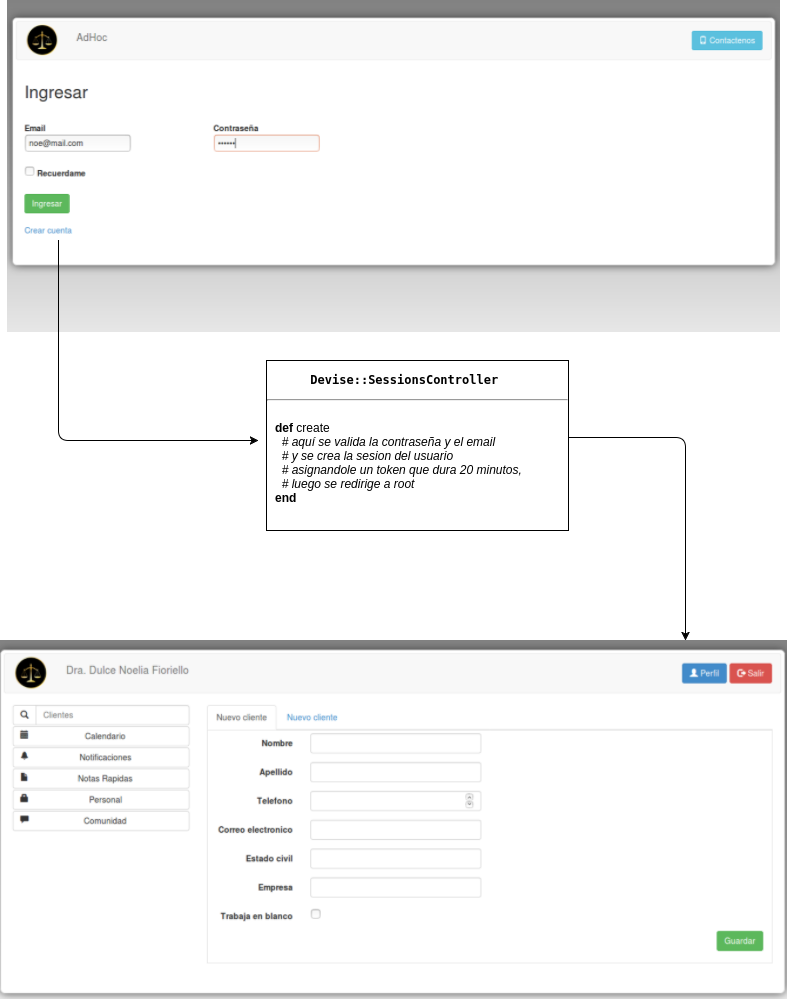 AdHoc
Contactenos
Ingresar
Email
Contraseña
noe@mail.com
••••••
Recuerdame
Ingresar
Crear cuenta
Devise::SessionsController
def create
# aquí se valida la contraseña y el email
# y se crea la sesion del usuario
# asignandole un token que dura 20 minutos,
# luego se redirige a root
end
Dra. Dulce Noelia Fioriello
Perfil
Salir
Clientes
Calendario
Notificaciones
Notas Rapidas
Personal
Comunidad
Nuevo cliente
Nuevo cliente
Nombre
Apellido
Telefono
Correo electronico
Estado civil
Empresa
Trabaja en blanco
Guardar